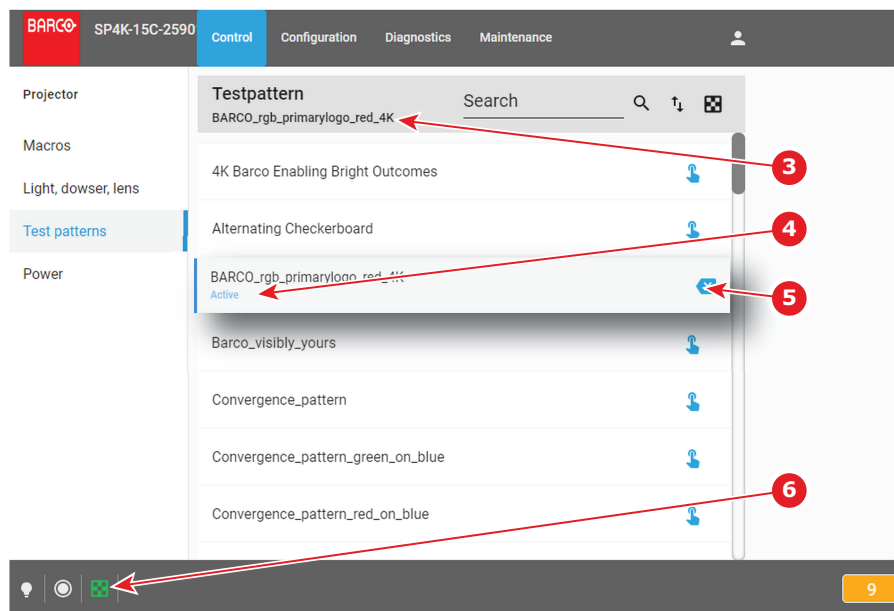 BARCO
SP4K-15C-2590
Control
Configuration
Diagnostics
Maintenance
Projector
Macros
Light, dowser, lens
Test patterns
Power
Testpattern
BARCO_rgb_primarylogo_red_4K
Search
4K Barco Enabling Bright Outcomes
Alternating Checkerboard
BARCO_rgb_primarylogo_red_4K
Active
Barco_visibly_yours
Convergence_pattern
Convergence_pattern_green_on_blue
Convergence_pattern_red_on_blue
3
4
5
6
9